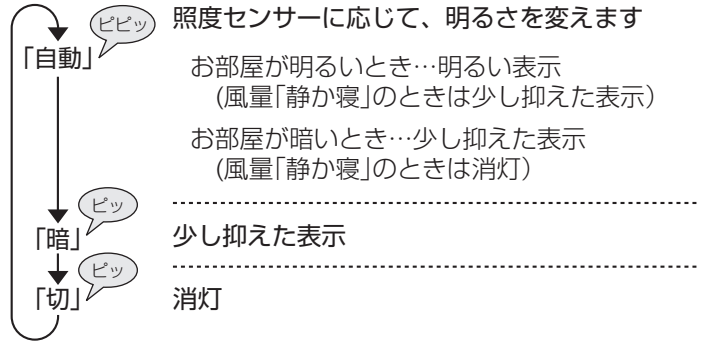 ピピッ
照度センサーに応じて、明るさを変えます
「自動」
お部屋が明るいとき…明るい表示
(風量「静か寝」のときは少し抑えた表示)
お部屋が暗いとき…少し抑えた表示
(風量「静か寝」のときは消灯)
ピッ
「暗」
少し抑えた表示
ピッ
「切」
消灯